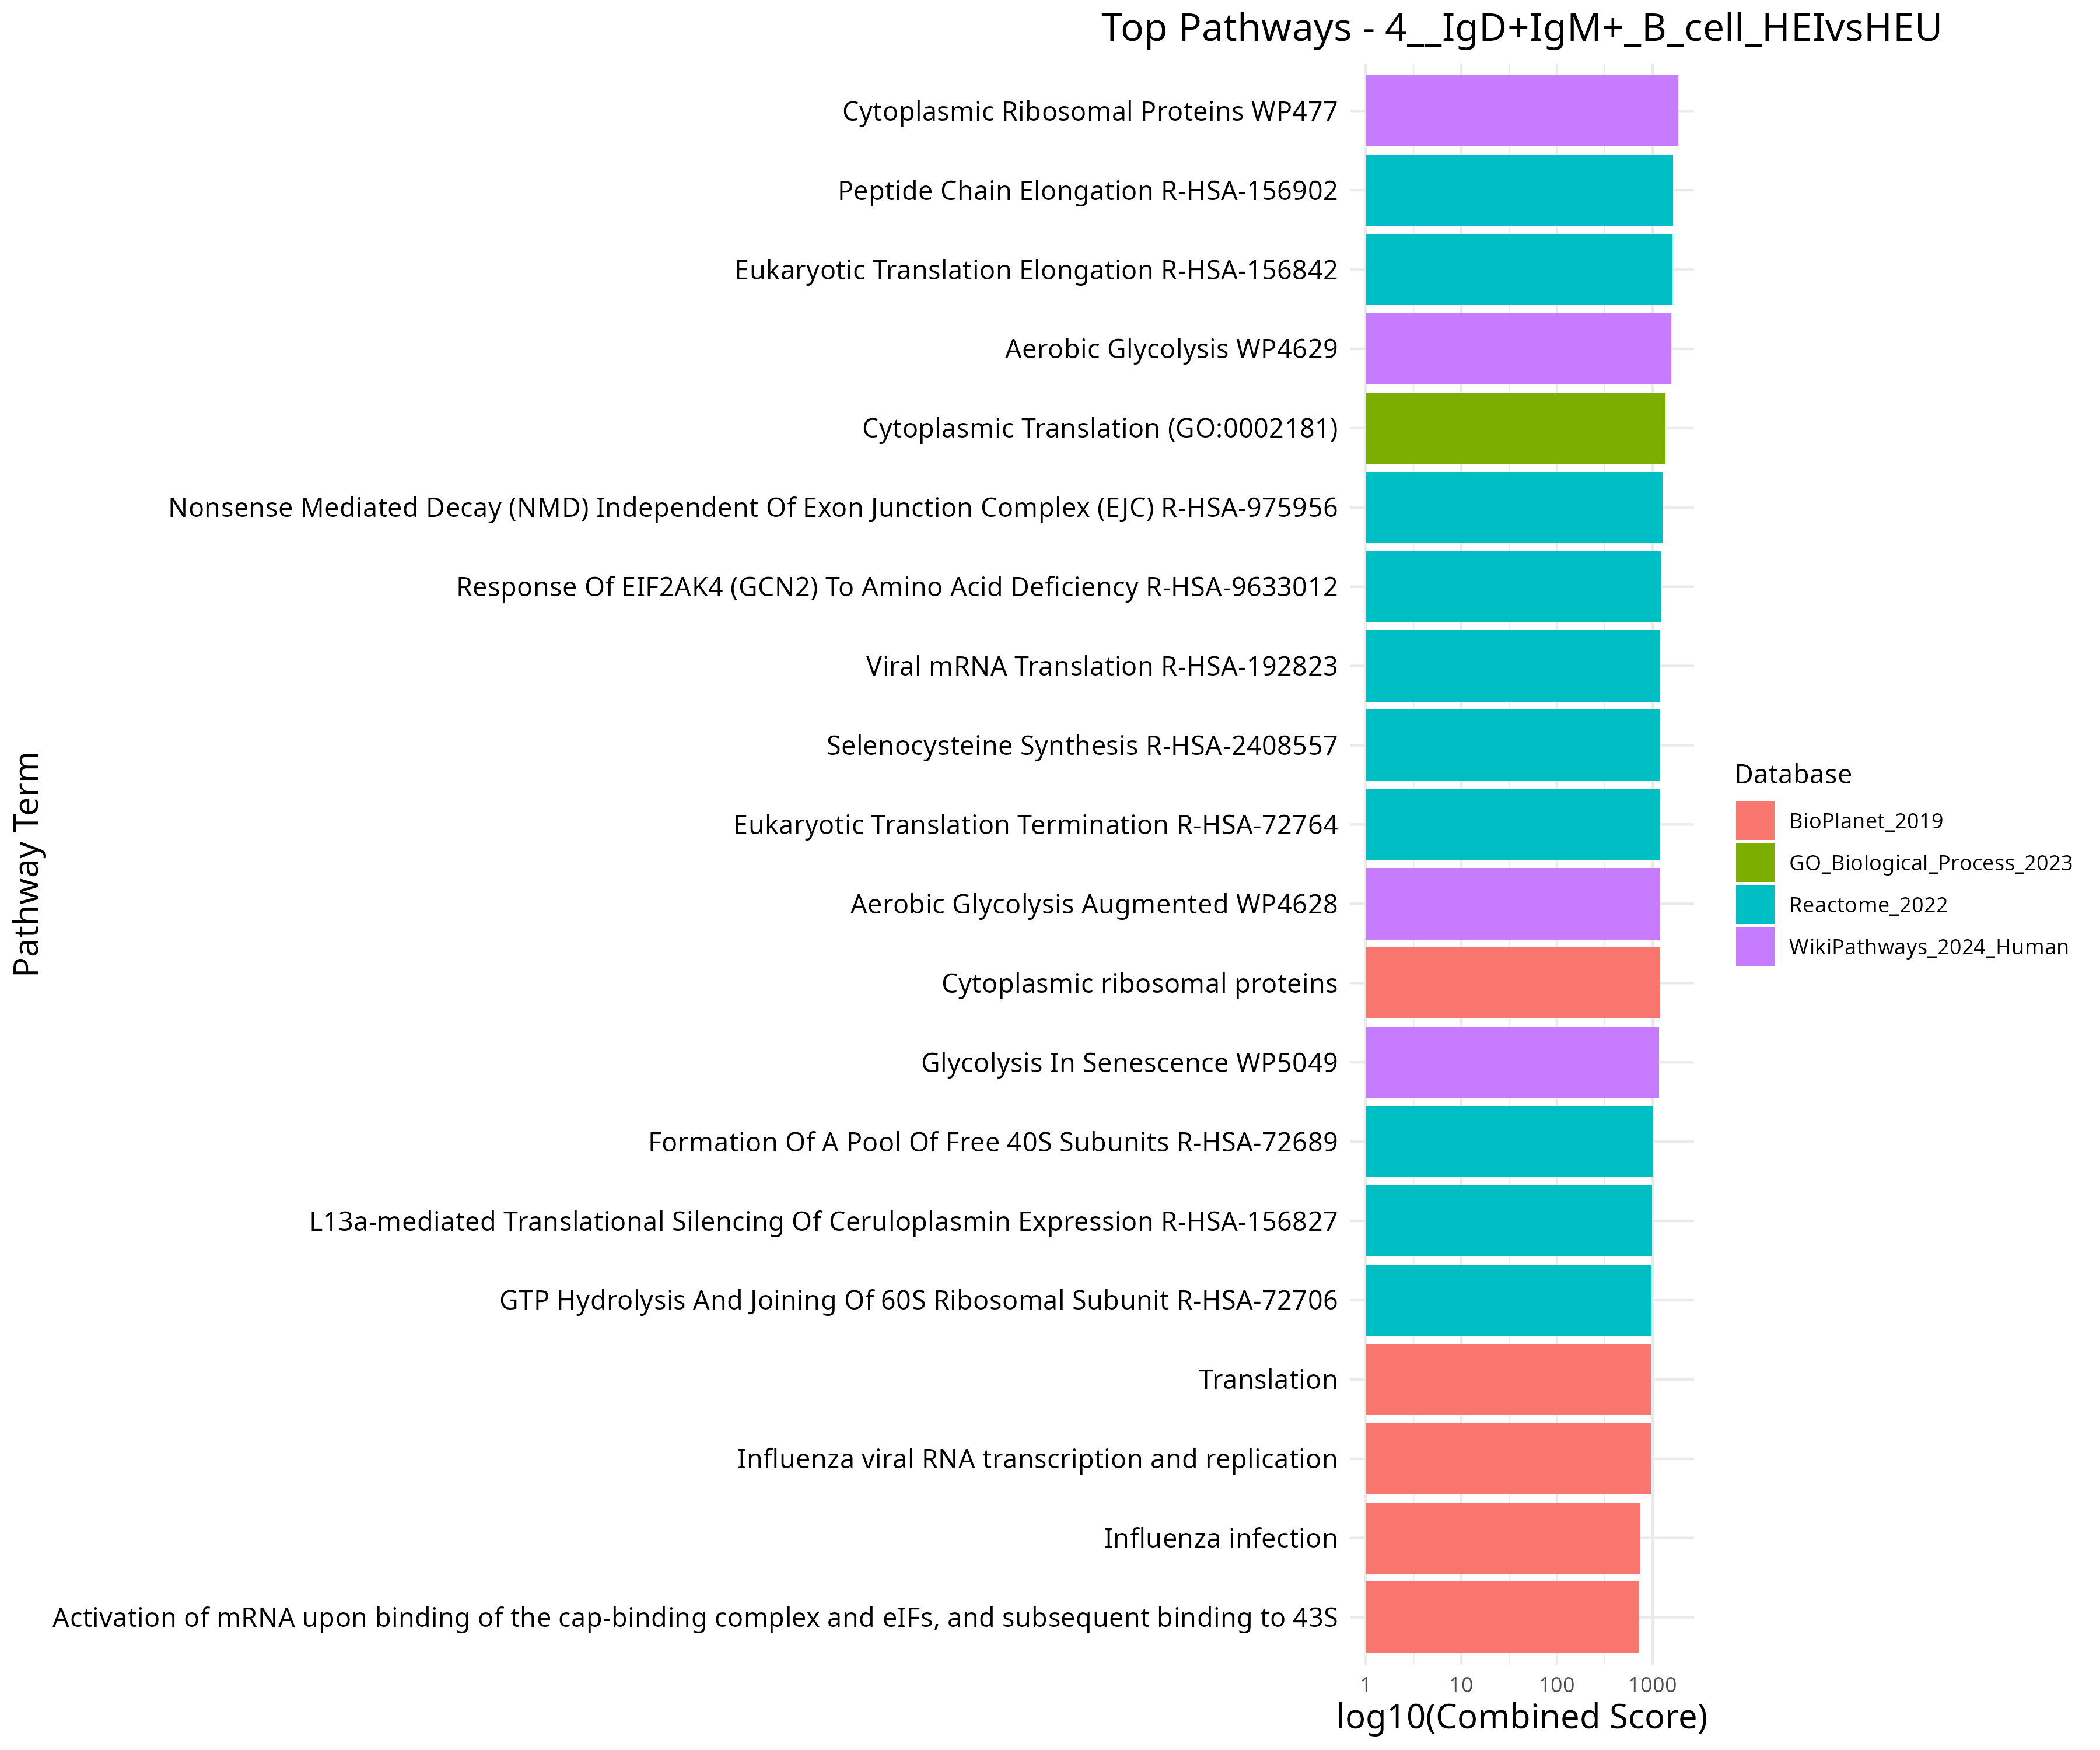 Top Pathways - 4__IgD+IgM+_B_cell_HEIvsHEU
Pathway Term
Cytoplasmic Ribosomal Proteins WP477
Peptide Chain Elongation R-HSA-156902
Eukaryotic Translation Elongation R-HSA-156842
Aerobic Glycolysis WP4629
Cytoplasmic Translation (GO:0002181)
Nonsense Mediated Decay (NMD) Independent Of Exon Junction Complex (EJC) R-HSA-975956
Response Of EIF2AK4 (GCN2) To Amino Acid Deficiency R-HSA-9633012
Viral mRNA Translation R-HSA-192823
Selenocysteine Synthesis R-HSA-2408557
Eukaryotic Translation Termination R-HSA-72764
Aerobic Glycolysis Augmented WP4628
Cytoplasmic ribosomal proteins
Glycolysis In Senescence WP5049
Formation Of A Pool Of Free 40S Subunits R-HSA-72689
L13a-mediated Translational Silencing Of Ceruloplasmin Expression R-HSA-156827
GTP Hydrolysis And Joining Of 60S Ribosomal Subunit R-HSA-72706
Translation
Influenza viral RNA transcription and replication
Influenza infection
Activation of mRNA upon binding of the cap-binding complex and eIFs, and subsequent binding to 43S
1 10 100 1000
log10(Combined Score)
Database
BioPlanet_2019
GO_Biological_Process_2023
Reactome_2022
WikiPathways_2024_Human